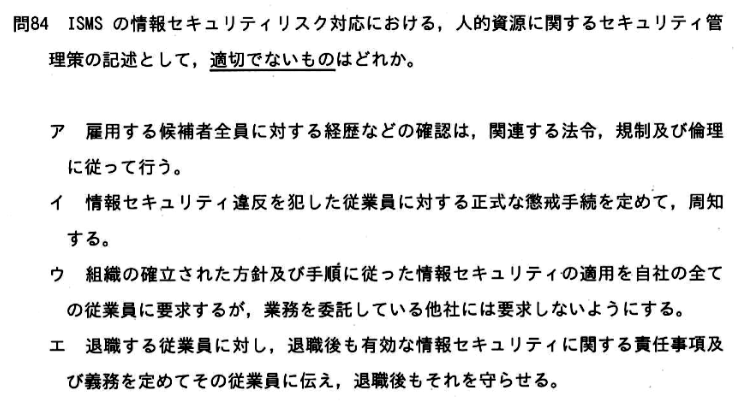 問84 ISMS の情報セキュリティリスク対応における，人的資源に関するセキュリティ管
理策の記述として，適切でないものはどれか。
ア 雇用する候補者全員に対する経歴などの確認は，関連する法令，規制及び倫理
に従って行う。
イ 情報セキュリティ違反を犯した従業員に対する正式な懲戒手続を定めて，周知
する。
ウ 組織の確立された方針及び手順に従った情報セキュリティの適用を自社の全て
の従業員に要求するが，業務を委託している他社には要求しないようにする。
エ 退職する従業員に対し，退職後も有効な情報セキュリティに関する責任事項及
び義務を定めてその従業員に伝え，退職後もそれを守らせる。